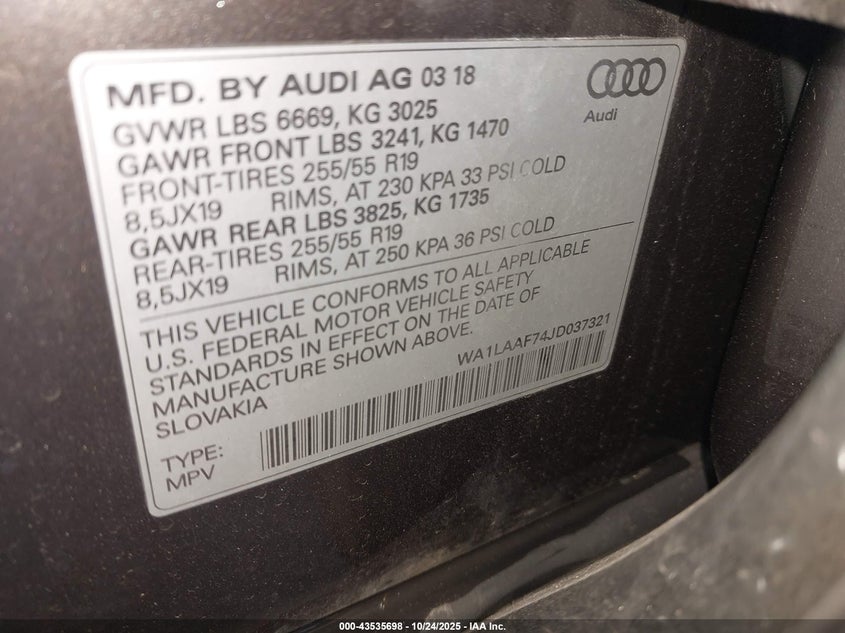 MFD. BY AUDI AG 03 18
GVWR LBS 6669, KG 3025
GAWR FRONT LBS 3241, KG 1470
FRONT-TIRES 255/55 R19
8,5JX19 RIMS, AT 230 KPA 33 PSI COLD
GAWR REAR LBS 3825, KG 1735
REAR-TIRES 255/55 R19
8,5JX19 RIMS, AT 250 KPA 36 PSI COLD
Audi
THIS VEHICLE CONFORMS TO ALL APPLICABLE
U.S. FEDERAL MOTOR VEHICLE SAFETY
STANDARDS IN EFFECT ON THE DATE OF
MANUFACTURE SHOWN ABOVE.
SLOVAKIA
WA1LAAF74JD037321
TYPE:
MPV
000-43535698 - 10/24/2025 - IAA Inc.